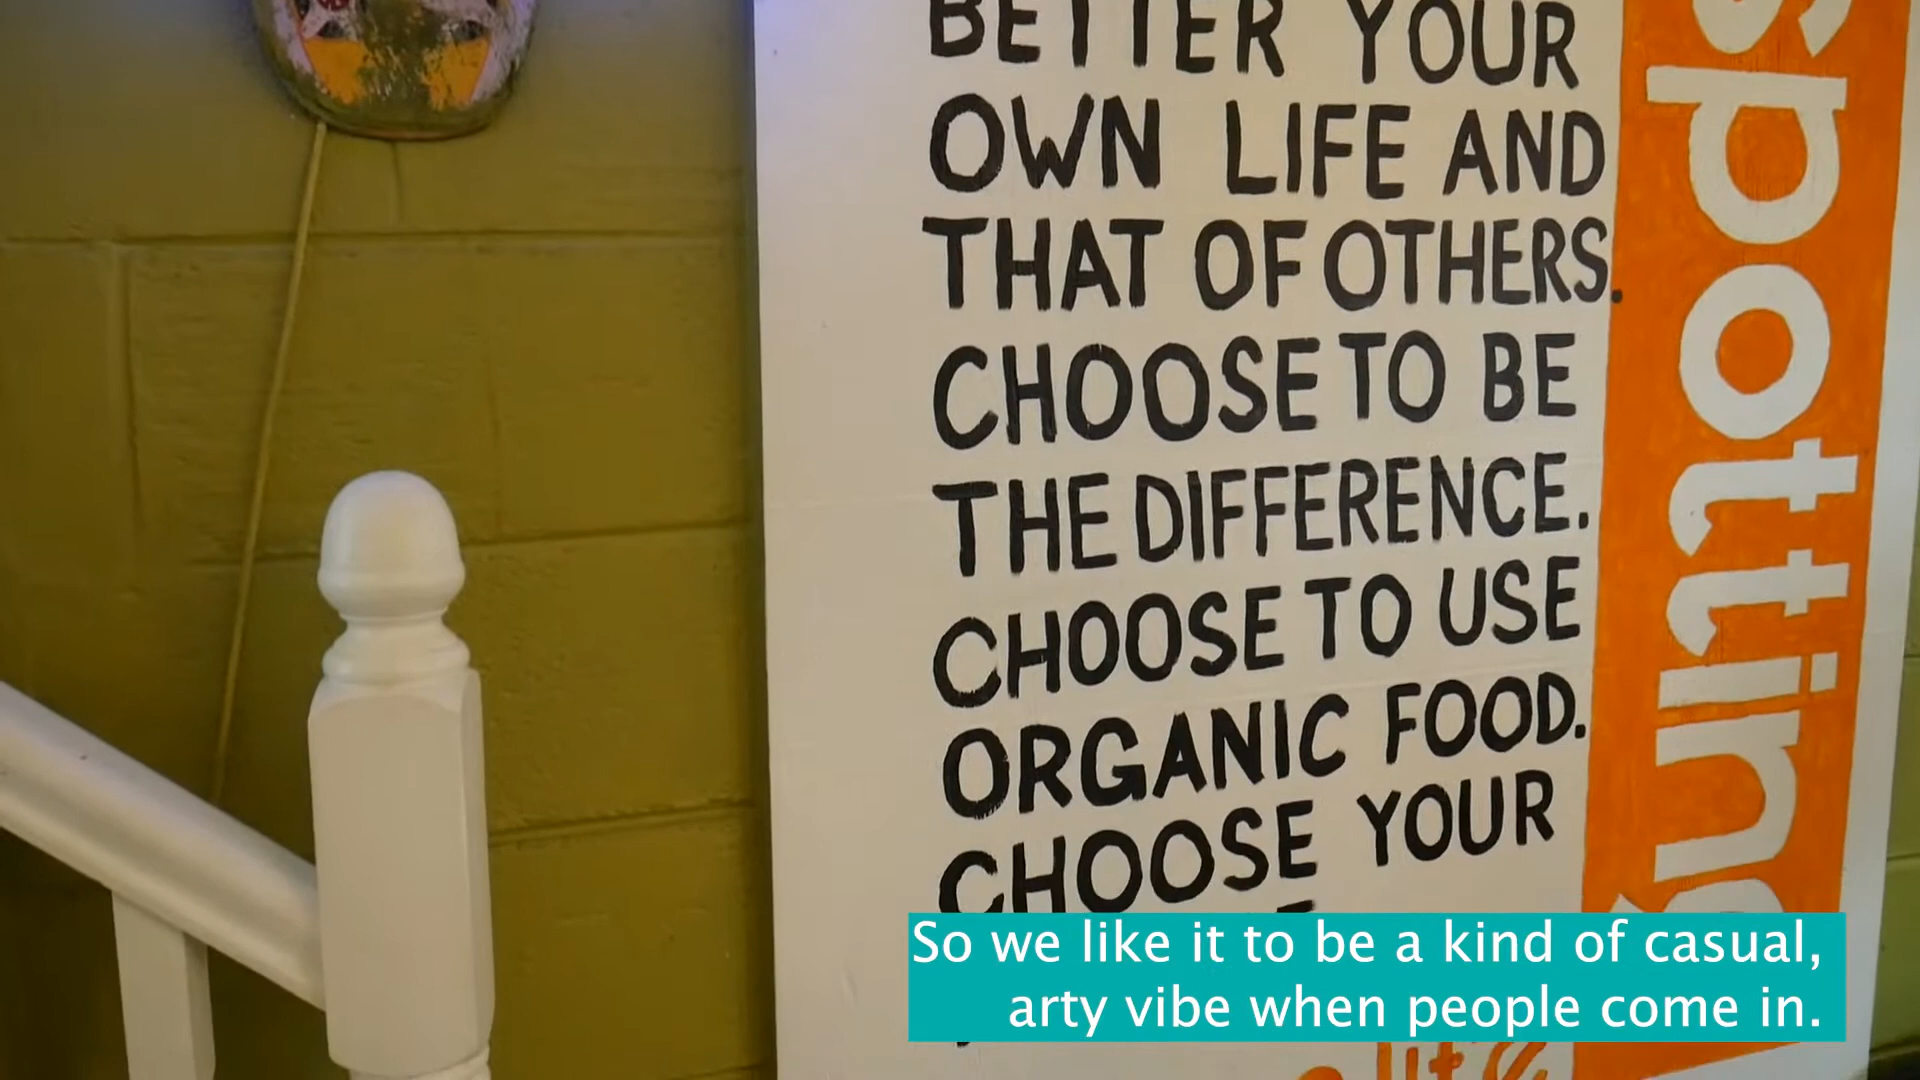 BETTER YOUR
OWN LIFE AND
THAT OF OTHERS.
CHOOSE TO BE
THE DIFFERENCE.
CHOOSE TO USE
ORGANIC FOOD.
CHOOSE YOUR
spotting
So we like it to be a kind of casual,
arty vibe when people come in.